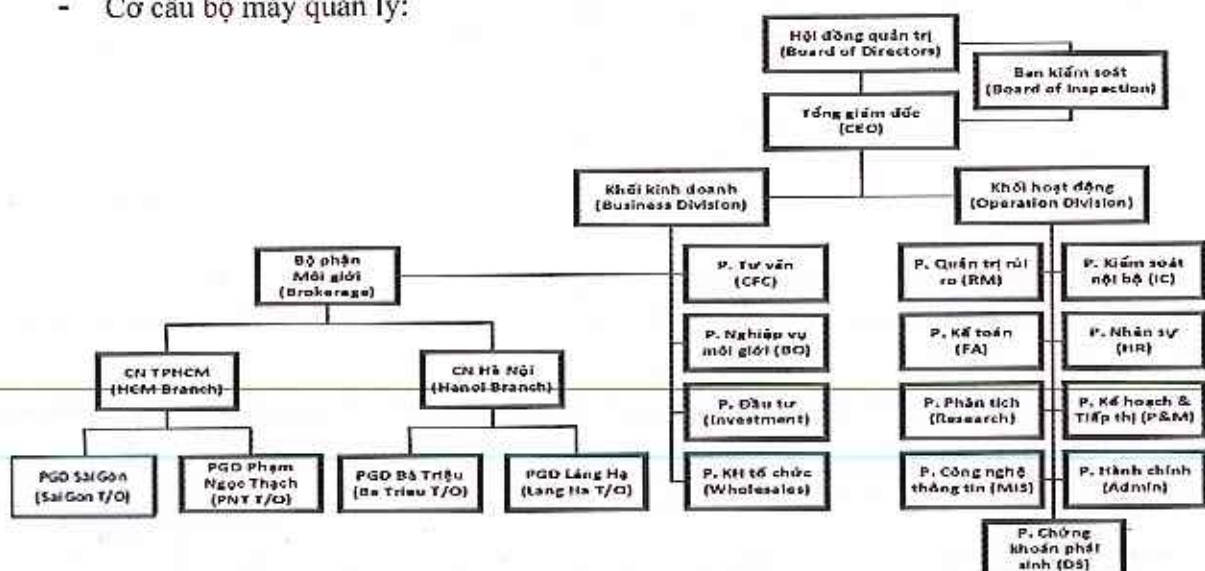 - Cơ cấu bộ máy quản lý:
Hội đồng quản trị
(Board of Directors)
Ban kiểm soát
(Board of Inspection)
Tổng giám đốc
(CEO)
Khối kinh doanh
(Business Division)
Khối hoạt động
(Operation Division)
Bộ phận
Môi giới
(Brokerage)
P. Tư vấn
(CFC)
P. Quản trị rủi
ro (RM)
P. Kiểm soát
nội bộ (IC)
P. Nghiệp vụ
môi giới (BO)
P. Kế toán
(FA)
P. Nhân sự
(HR)
CN TPHCM
(HCM Branch)
CN Hà Nội
(Hanoi Branch)
P. Đầu tư
(Investment)
P. Phân tích
(Research)
P. Kế hoạch &
Tiếp thị (P&M)
PGD Sài Gòn
(Sai Gon T/O)
PGD Phạm
Ngọc Thạch
(PNT T/O)
PGD Bà Triệu
(Ba Trieu T/O)
PGD Láng Hạ
(Lang Ha T/O)
P. KH tổ chức
(Wholesales)
P. Công nghệ
thông tin (MIS)
P. Hành chính
(Admin)
P. Chứng
khoán phái
sinh (DS)